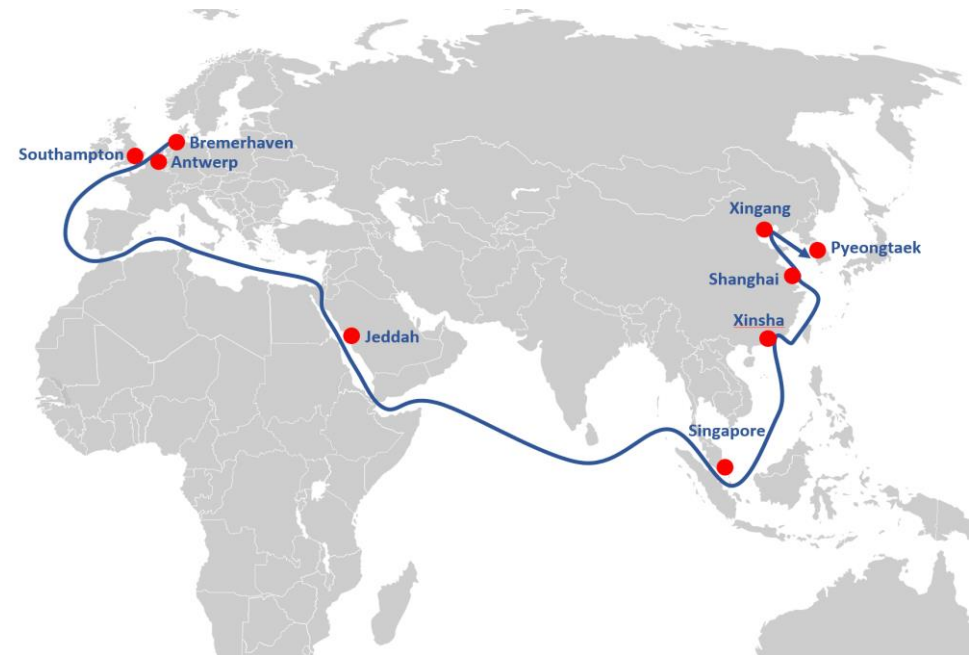 Bremerhaven
Southampton
Antwerp
Xingang
Pyeongtaek
Shanghai
Xinsha
Jeddah
Singapore